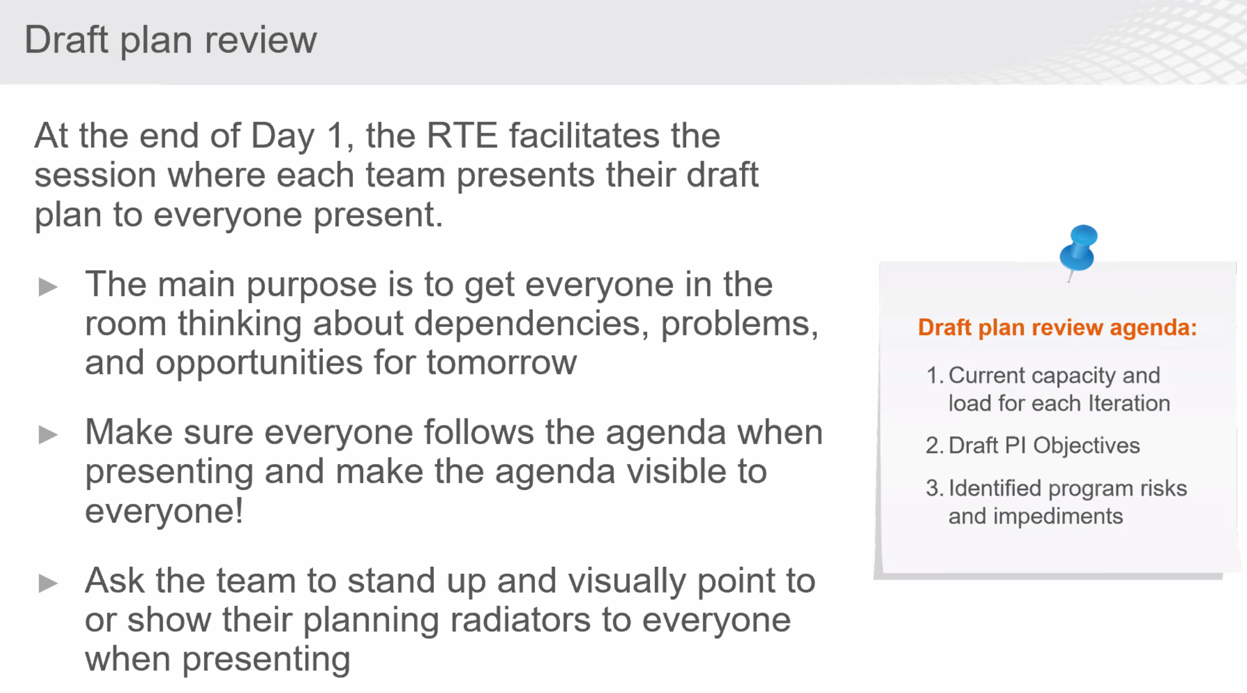 Draft plan review
At the end of Day 1, the RTE facilitates the
session where each team presents their draft
plan to everyone present.
► The main purpose is to get everyone in the
room thinking about dependencies, problems,
and opportunities for tomorrow
► Make sure everyone follows the agenda when
presenting and make the agenda visible to
everyone!
► Ask the team to stand up and visually point to
or show their planning radiators to everyone
when presenting
Draft plan review agenda:
1. Current capacity and
load for each Iteration
2. Draft PI Objectives
3. Identified program risks
and impediments